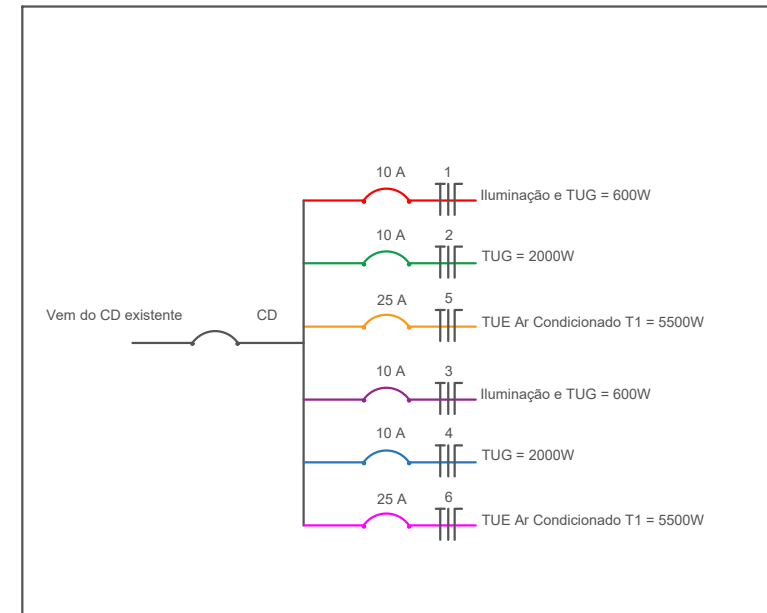 10 A 1
Iluminação e TUG = 600W
10 A 2
TUG = 2000W
25 A 5
TUE Ar Condicionado T1 = 5500W
Vem do CD existente CD
10 A 3
Iluminação e TUG = 600W
10 A 4
TUG = 2000W
25 A 6
TUE Ar Condicionado T1 = 5500W